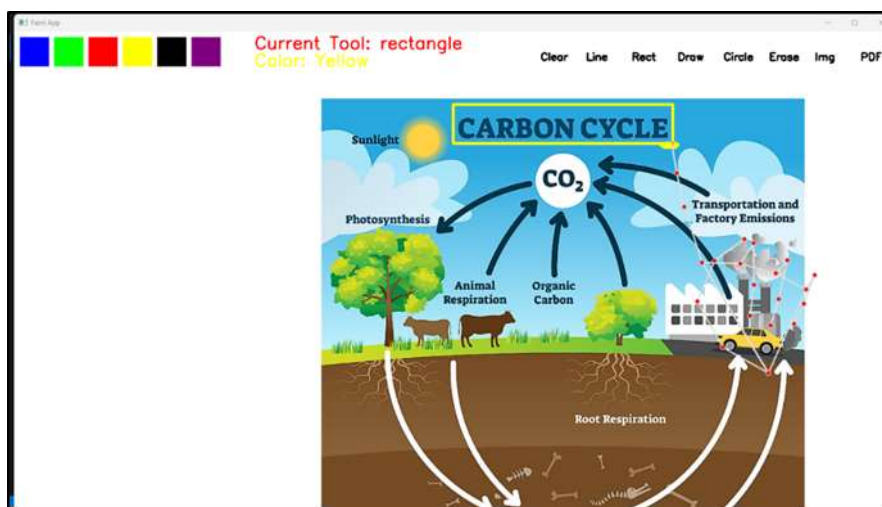 Paint App
Current Tool: rectangle
Color: Yellow
Clear Line Rect Draw Circle Erase Img PDF
CARBON CYCLE
Sunlight
CO₂
Transportation and
Factory Emissions
Photosynthesis
Animal
Respiration
Organic
Carbon
Root Respiration